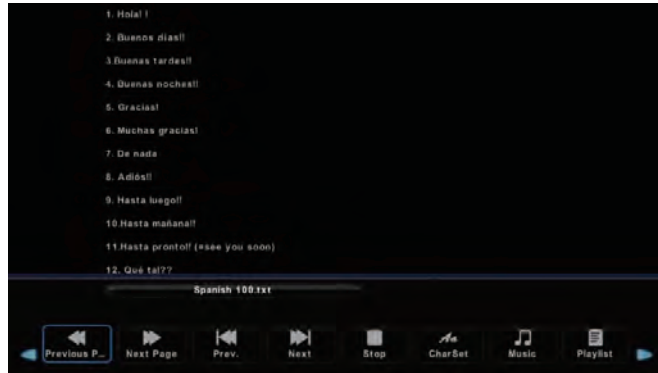 1. Hola! !
2. Buenos dias!!
3.Buenas tardes!!
4. Buenas noches!!
5. Gracias!
6. Muchas gracias!
7. De nada
8. Adiós!!
9. Hasta luego!!
10.Hasta mañana!!
11.Hasta pronto!! (=see you soon)
12. Qué tal??
Spanish 100.txt
Previous P... Next Page Prev. Next Stop CharSet Music Playlist